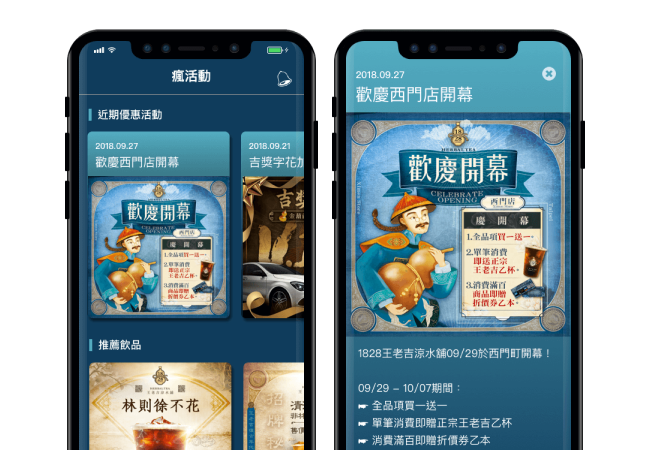 瘋活動
近期優惠活動
2018.09.27
歡慶西門店開幕
HERBAL TEA
歡慶開幕
CELEBRATE
OPENING
西門店
慶開幕
1.全品項買一送一。
2.單筆消費
即送正宗
王老吉乙杯。
3.消費滿百
商品即贈
折價券乙本。
2018.09.21
吉獎字花加
吉獎
推薦飲品
林則徐不花
招牌
2018.09.27
歡慶西門店開幕
1828
HERBAL TEA
歡慶開幕
CELEBRATE
OPENING
西門店
慶開幕
1.全品項買一送一。
2.單筆消費
即送正宗
王老吉乙杯。
3.消費滿百
商品即贈
折價券乙本。
1828王老吉涼水舖09/29於西門町開幕！
09/29 – 10/07期間：
☛ 全品項買一送一
☛ 單筆消費即贈正宗王老吉乙杯
☛ 消費滿百即贈折價券乙本